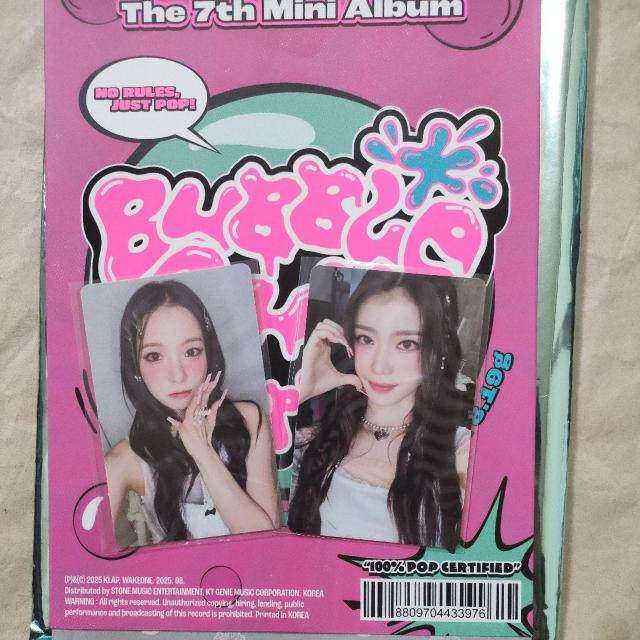 The 7th Mini Album
NO RULES,
JUST POP!
BUBBLE
"100% POP CERTIFIED"
(P)&(C) 2025 KLAP, WAKEONE. 2025. 08.
Distributed by STONE MUSIC ENTERTAINMENT, KT GENIE MUSIC CORPORATION. KOREA
WARNING : All rights reserved. Unauthorized copying, hiring, lending, public
performance and broadcasting of this record is prohibited. Printed in KOREA
8809704433976